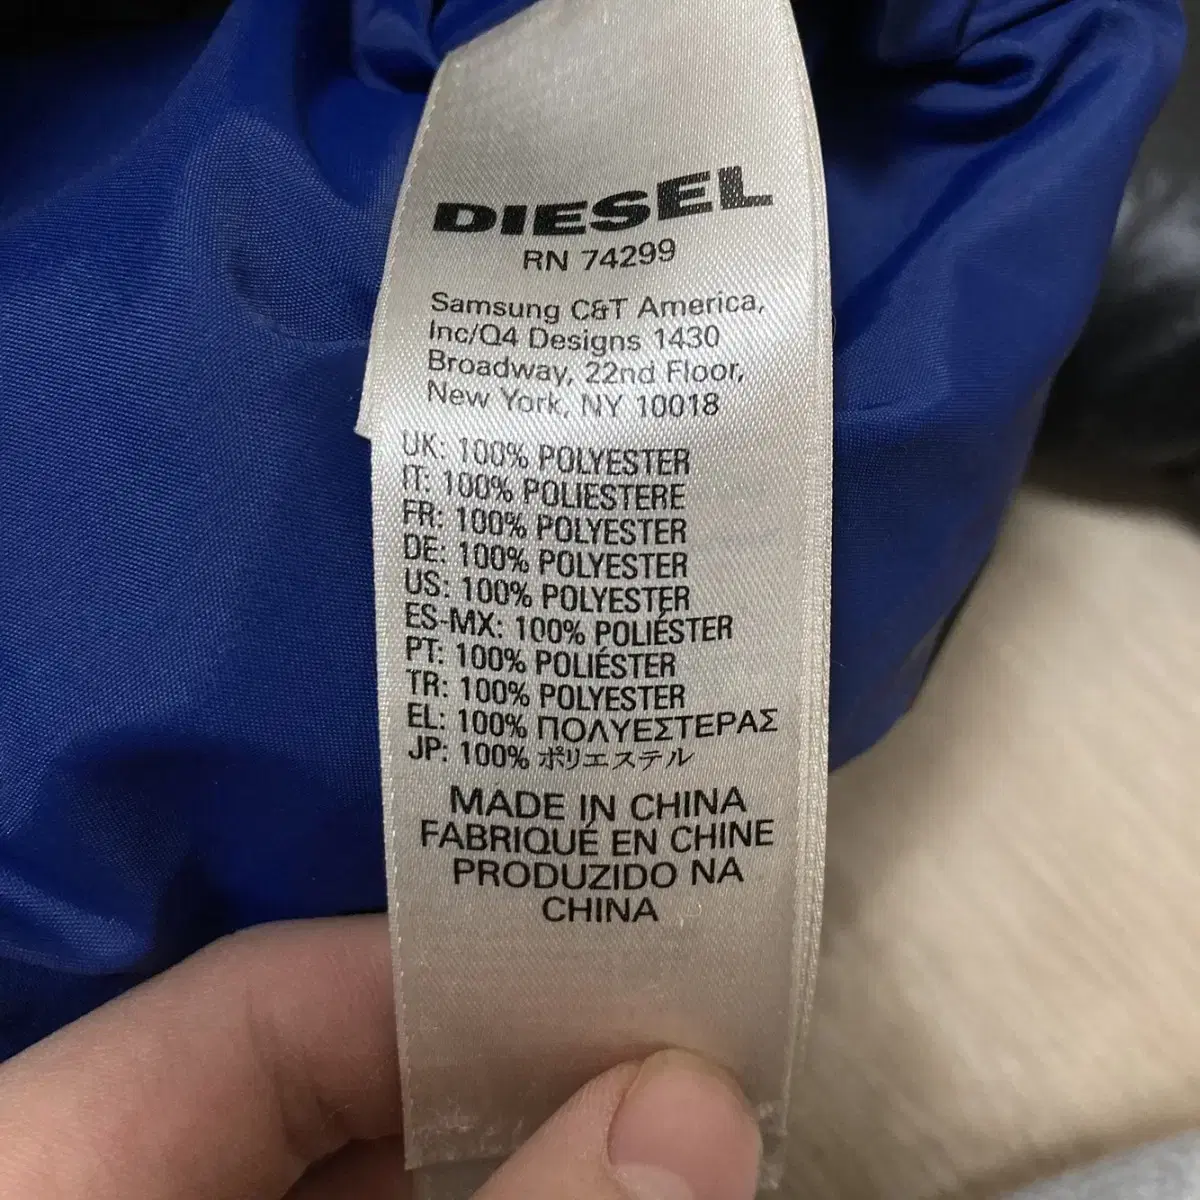 DIESEL
RN 74299
Samsung C&T America,
Inc/Q4 Designs 1430
Broadway, 22nd Floor,
New York, NY 10018
UK: 100% POLYESTER
IT: 100% POLIESTERE
FR: 100% POLYESTER
DE: 100% POLYESTER
US: 100% POLYESTER
ES-MX: 100% POLIÉSTER
PT: 100% POLIÉSTER
TR: 100% POLYESTER
EL: 100% ΠΟΛΥΕΣΤΕΡΑΣ
JP: 100% ポリエステル
MADE IN CHINA
FABRIQUÉ EN CHINE
PRODUZIDO NA
CHINA